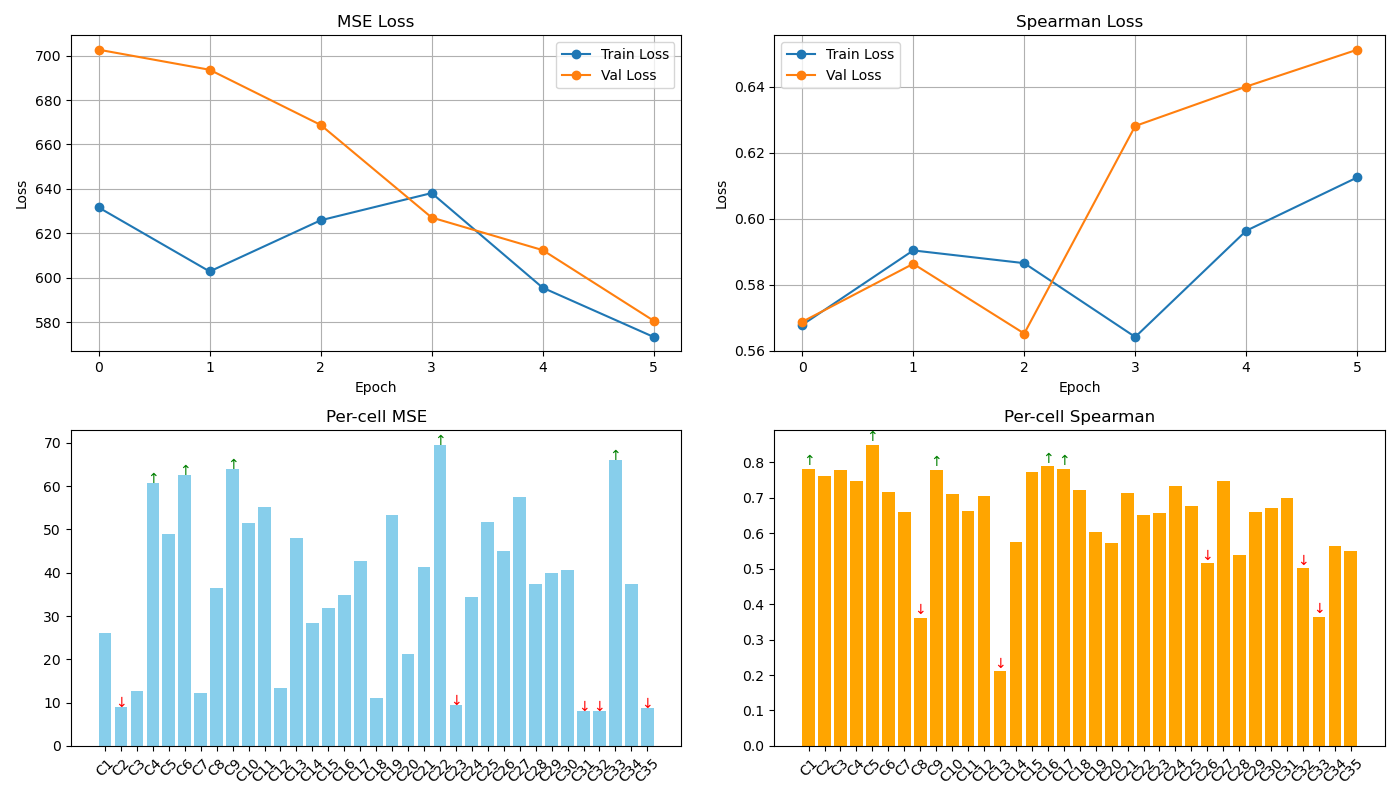 MSE Loss
Train Loss
Val Loss
700
680
660
640
620
600
580
Loss
0 1 2 3 4 5
Epoch
Spearman Loss
Train Loss
Val Loss
0.64
0.62
0.60
0.58
0.56
Loss
0 1 2 3 4 5
Epoch
Per-cell MSE
70
60
50
40
30
20
10
0
↑ ↑ ↑ ↑ ↑
↓ ↓ ↓ ↓ ↓
C1 C2 C3 C4 C5 C6 C7 C8 C9 C10 C11 C12 C13 C14 C15 C16 C17 C18 C19 C20 C21 C22 C23 C24 C25 C26 C27 C28 C29 C30 C31 C32 C33 C34 C35
Per-cell Spearman
0.8
0.7
0.6
0.5
0.4
0.3
0.2
0.1
0.0
↑ ↑ ↑ ↑ ↑
↓ ↓ ↓ ↓ ↓
C1 C2 C3 C4 C5 C6 C7 C8 C9 C10 C11 C12 C13 C14 C15 C16 C17 C18 C19 C20 C21 C22 C23 C24 C25 C26 C27 C28 C29 C30 C31 C32 C33 C34 C35